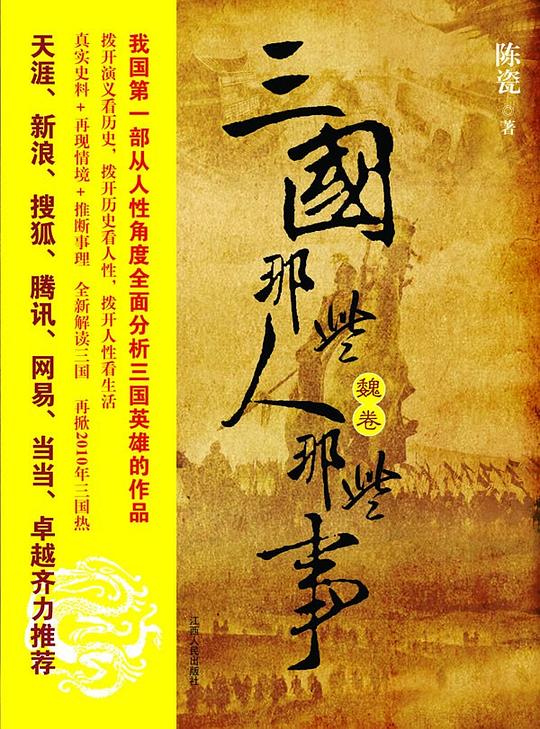 陈瓷◎著
三國那些人那些事
魏卷
江西人民出版社
我国第一部从人性角度全面分析三国英雄的作品
拨开演义看历史，拨开历史看人性，拨开人性看生活
真实史料+再现情境+推断事理 全新解读三国 再掀2010年三国热
天涯、新浪、搜狐、腾讯、网易、当当、卓越齐力推荐